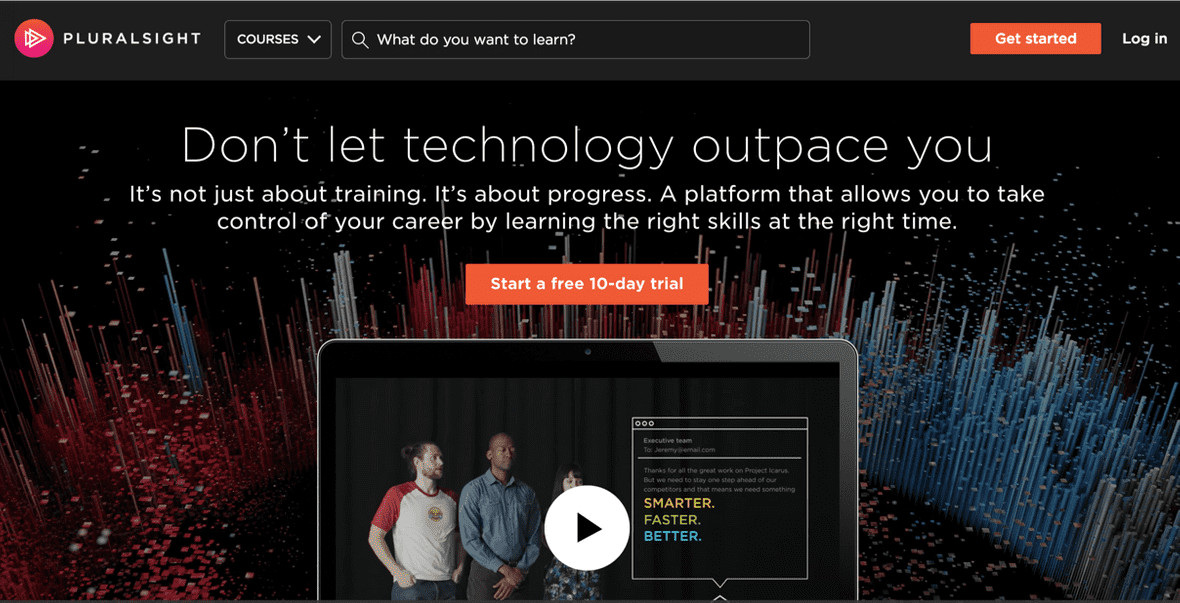 PLURALSIGHT
COURSES
What do you want to learn?
Get started
Log in
Don't let technology outpace you
It's not just about training. It's about progress. A platform that allows you to take
control of your career by learning the right skills at the right time.
Start a free 10-day trial
Executive team
To: Jeremy@email.com
Thanks for all the great work on Project Icarus.
But we need to stay one step ahead of our
competitors and that means we need something
SMARTER.
FASTER.
BETTER.